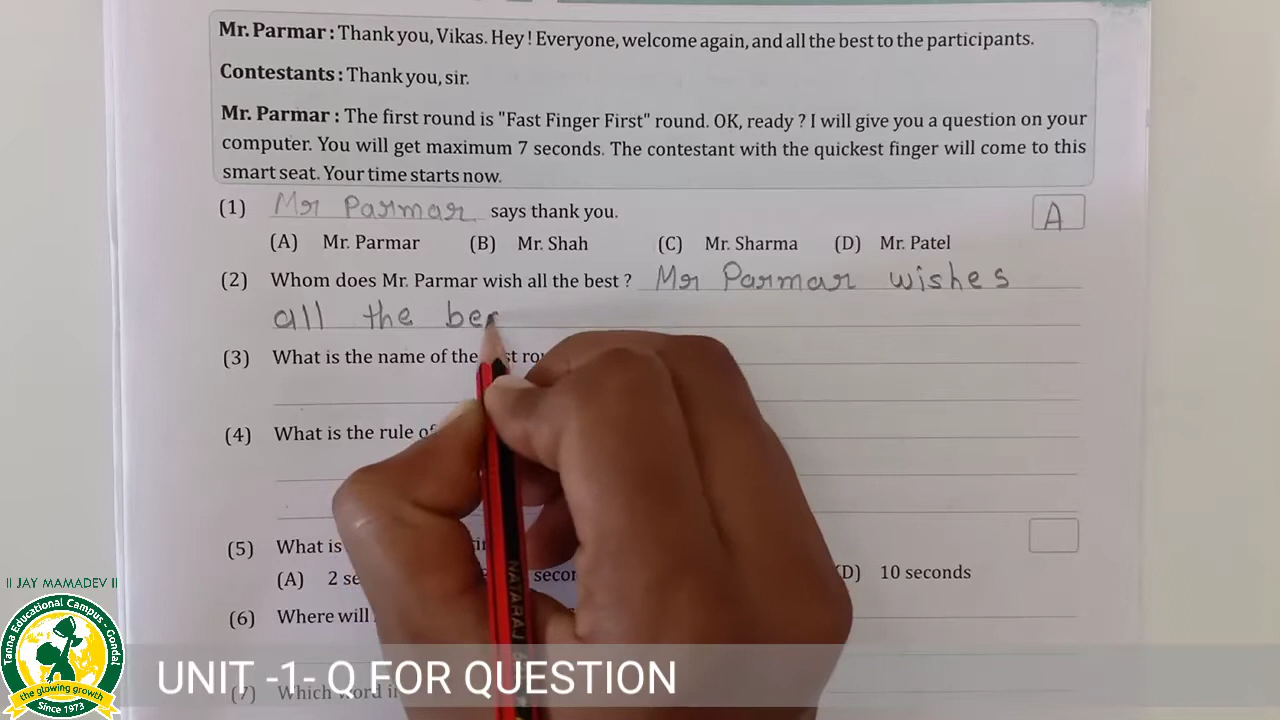 Mr. Parmar : Thank you, Vikas. Hey ! Everyone, welcome again, and all the best to the participants.
Contestants : Thank you, sir.
Mr. Parmar : The first round is "Fast Finger First" round. OK, ready ? I will give you a question on your
computer. You will get maximum 7 seconds. The contestant with the quickest finger will come to this
smart seat. Your time starts now.
(1) Mr Parmar says thank you. A
(A) Mr. Parmar (B) Mr. Shah (C) Mr. Sharma (D) Mr. Patel
(2) Whom does Mr. Parmar wish all the best ? Mr Parmar wishes
all the be
(3) What is the name of the
(4) What is the rule of
(5) What is
(A) 2 se (D) 10 seconds
(6) Where will
(7) Which word in
|| JAY MAMADEV ||
Tanna Educational Campus - Gondal
the glowing growth
Since 1973
UNIT -1- Q FOR QUESTION
NATARAJ